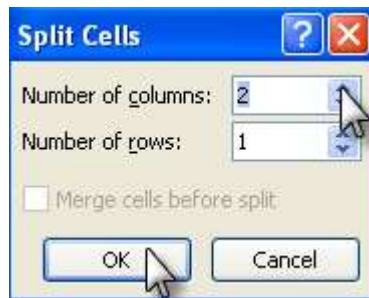 Split Cells
Number of columns: 2
Number of rows: 1
Merge cells before split
OK Cancel